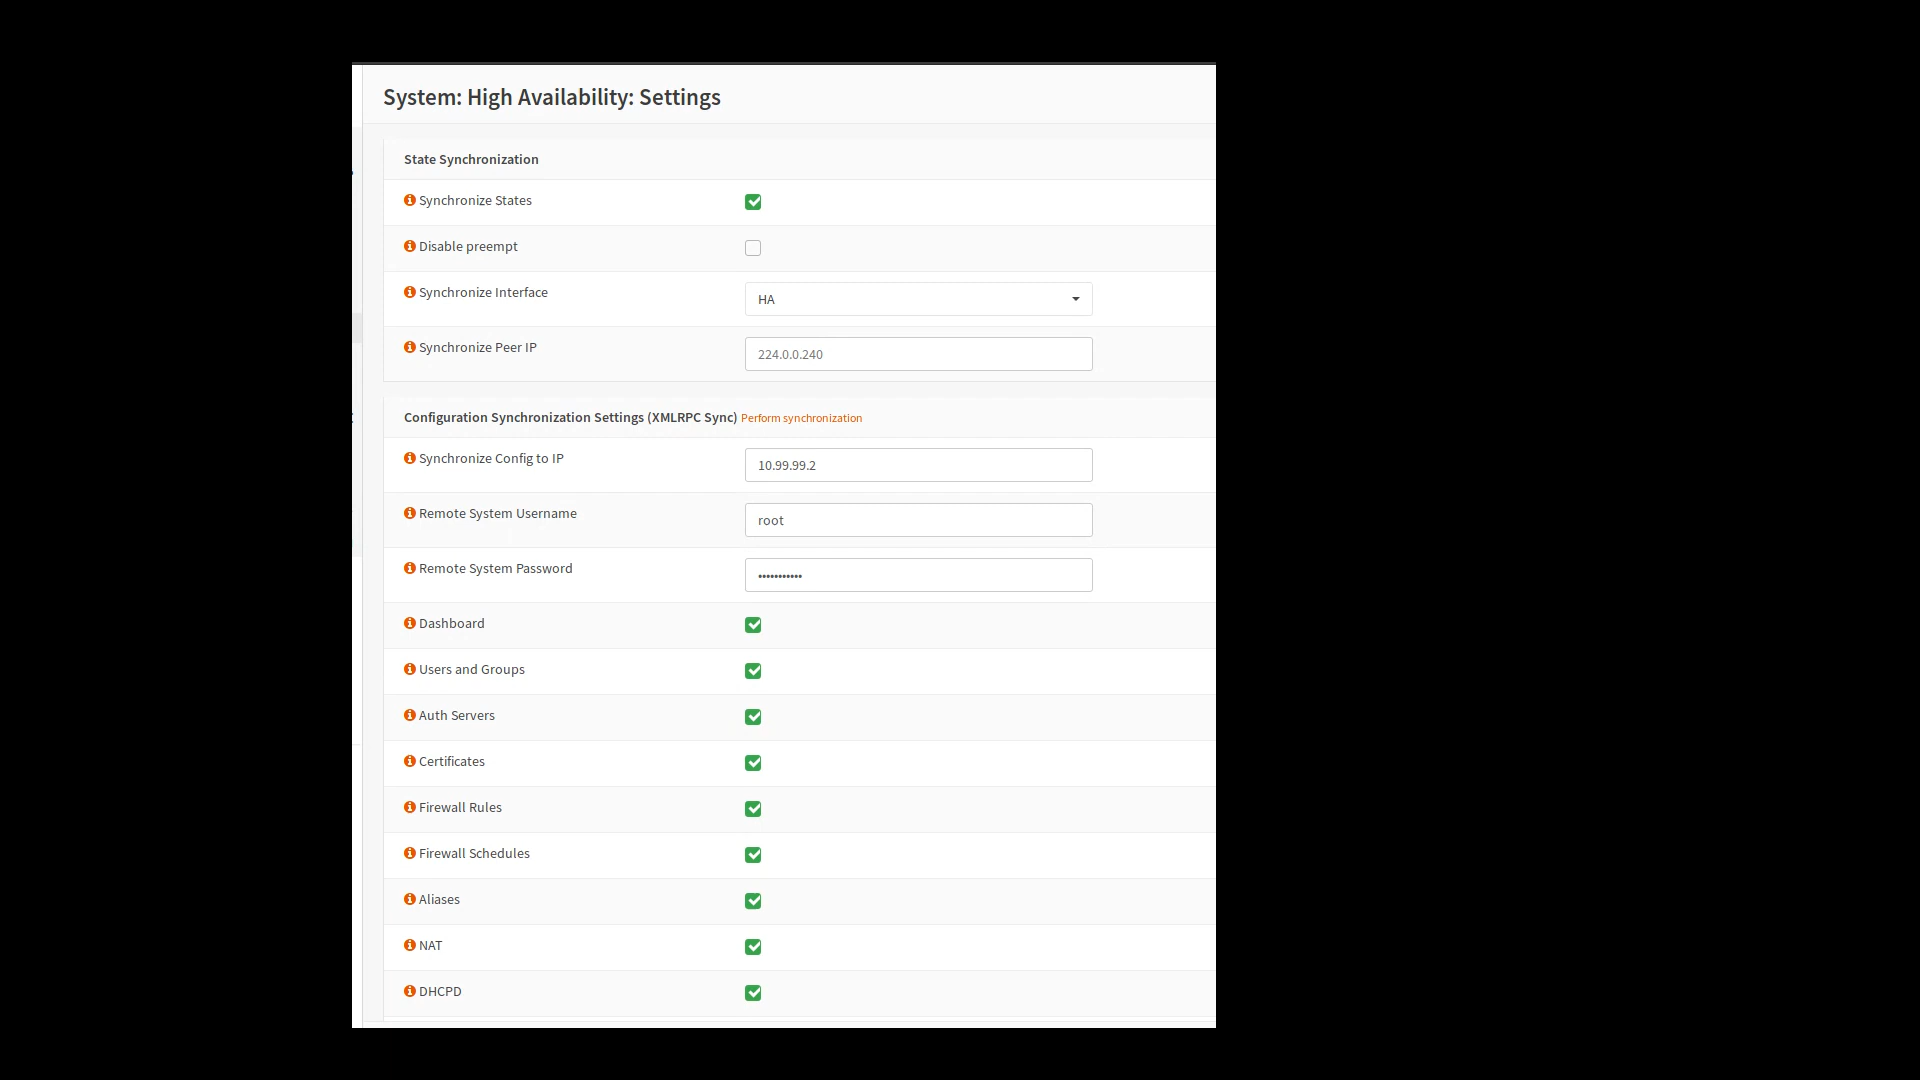 System: High Availability: Settings
State Synchronization
Synchronize States
Disable preempt
Synchronize Interface HA
Synchronize Peer IP 224.0.0.240
Configuration Synchronization Settings (XMLRPC Sync) Perform synchronization
Synchronize Config to IP 10.99.99.2
Remote System Username root
Remote System Password •••••••••••
Dashboard
Users and Groups
Auth Servers
Certificates
Firewall Rules
Firewall Schedules
Aliases
NAT
DHCPD